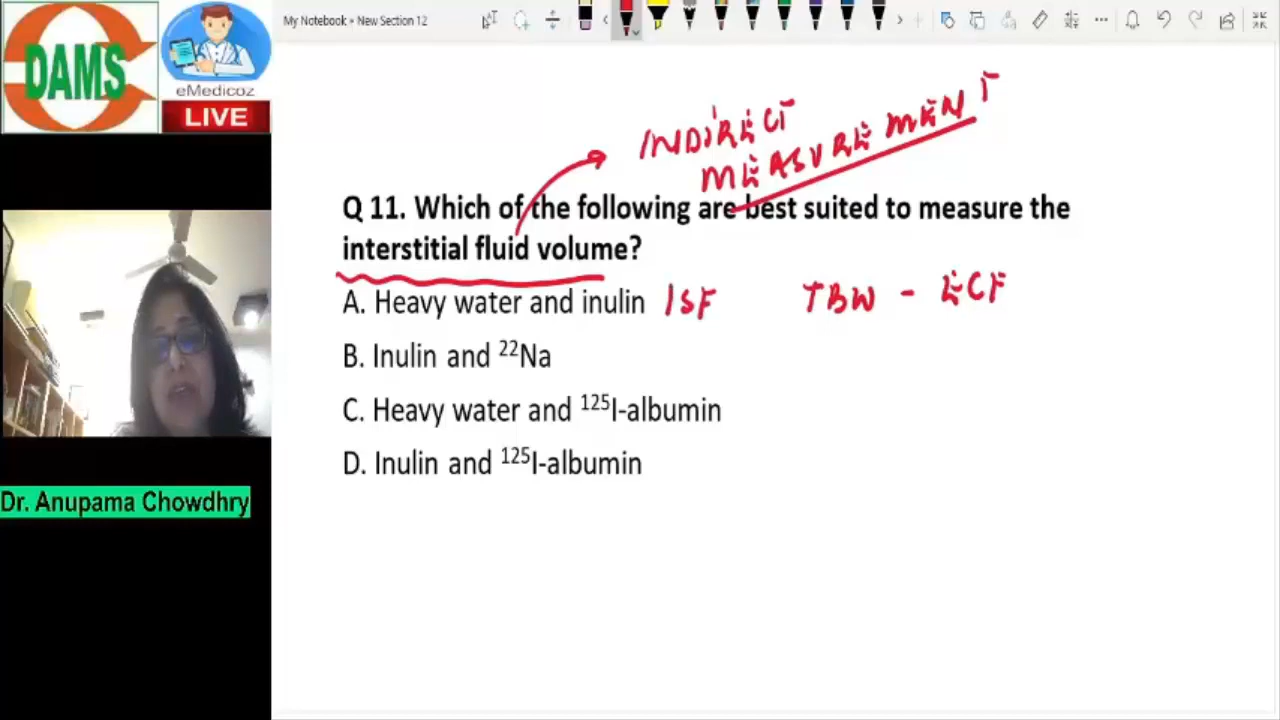 DAMS
eMedicoz
LIVE
My Notebook » New Section 12
INDIRECT
MEASUREMENT
Q 11. Which of the following are best suited to measure the
interstitial fluid volume?
A. Heavy water and inulin ISF TBW - ECF
B. Inulin and ²²Na
C. Heavy water and ¹²⁵I-albumin
D. Inulin and ¹²⁵I-albumin
Dr. Anupama Chowdhry